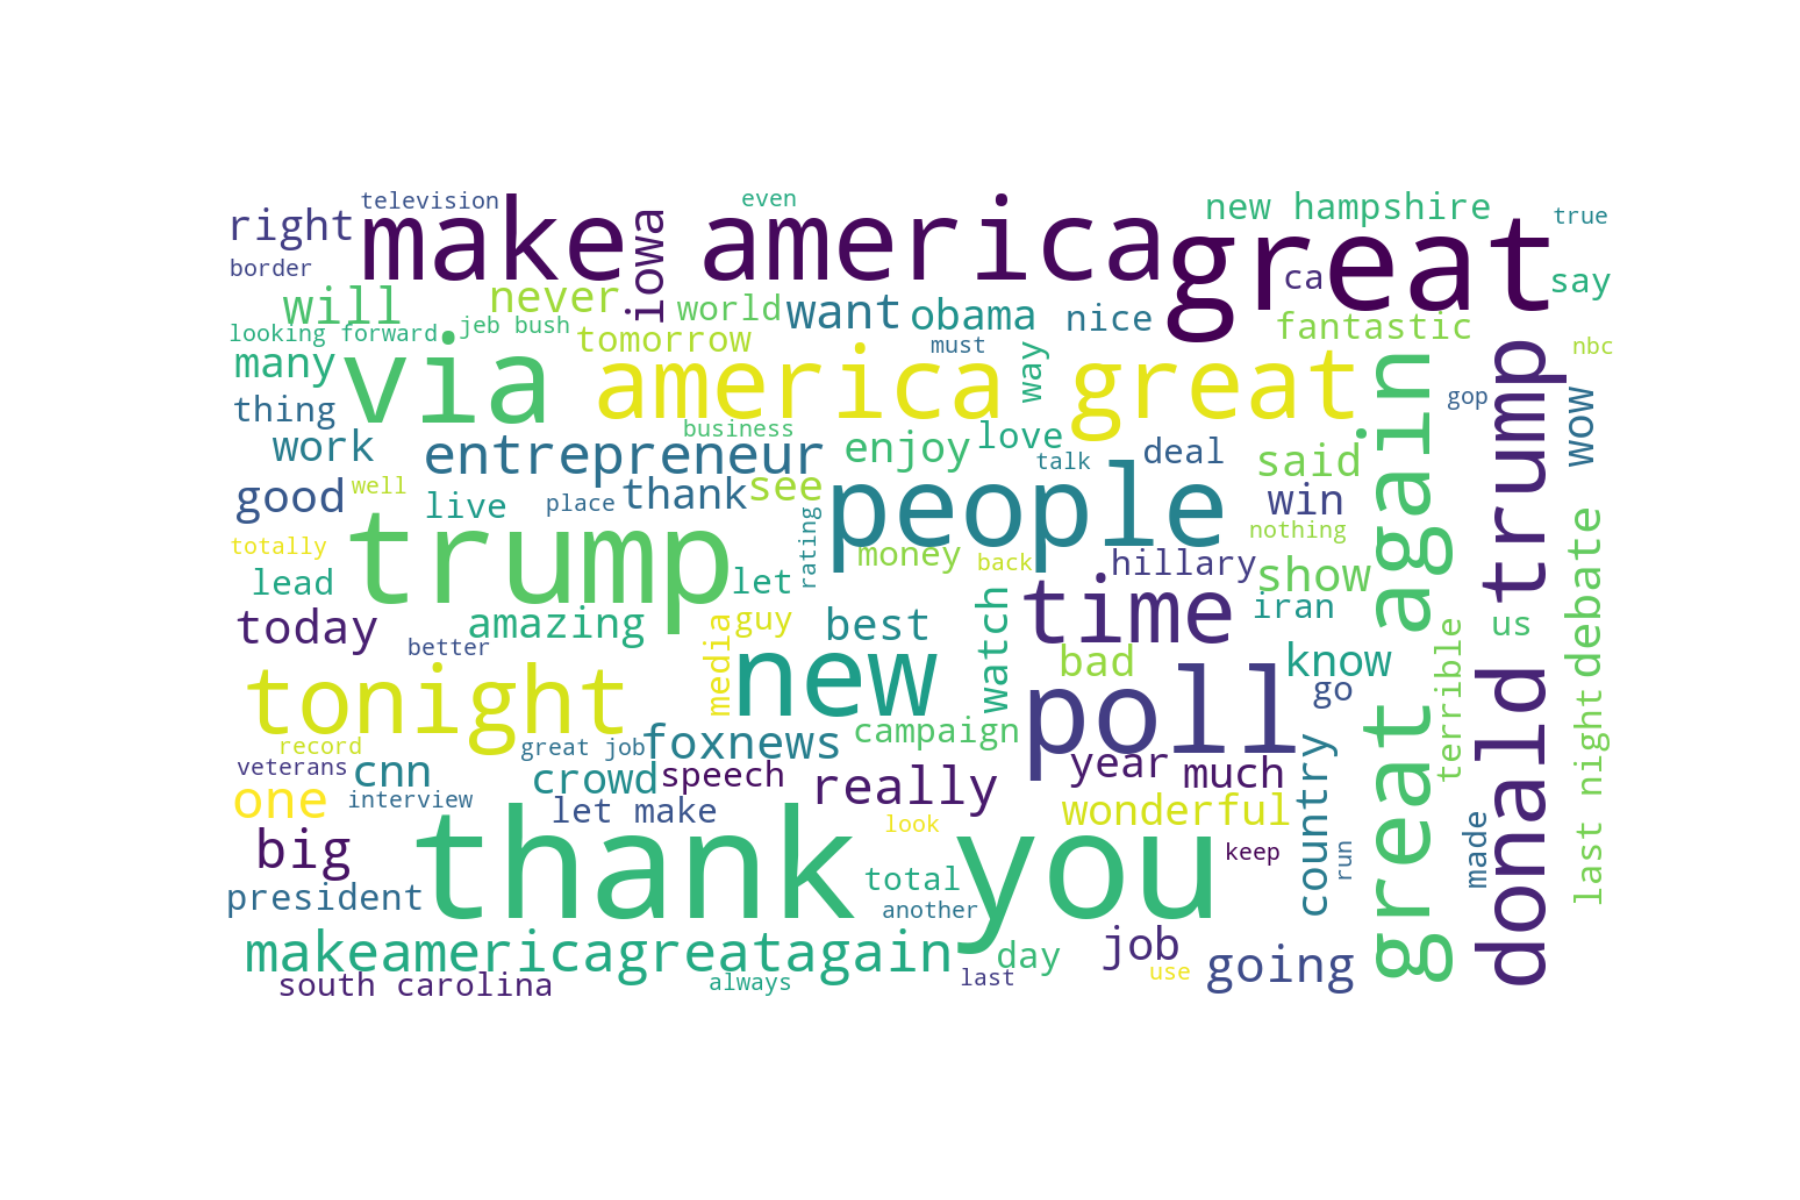 television
even
new hampshire
true
right
make america
great
iowa
border
ca
say
will
never
world
want
obama
nice
fantastic
looking forward
jeb bush
tomorrow
must
way
nbc
many
via
america great
great again
donald trump
thing
gop
wow
business
work
entrepreneur
enjoy
love
talk
deal
said
good
well
live
place
thank
see
people
win
nothing
rating
totally
trump
money
back
hillary
show
debate
lead
let
time
iran
today
amazing
media
guy
best
watch
us
better
new
bad
know
terrible
tonight
poll
go
last night
record
great job
foxnews
campaign
veterans
cnn
crowd
speech
really
year
much
country
one
interview
let make
wonderful
look
made
big
thank you
keep
run
president
total
another
makeamericagreatagain
day
job
going
south carolina
always
last
use